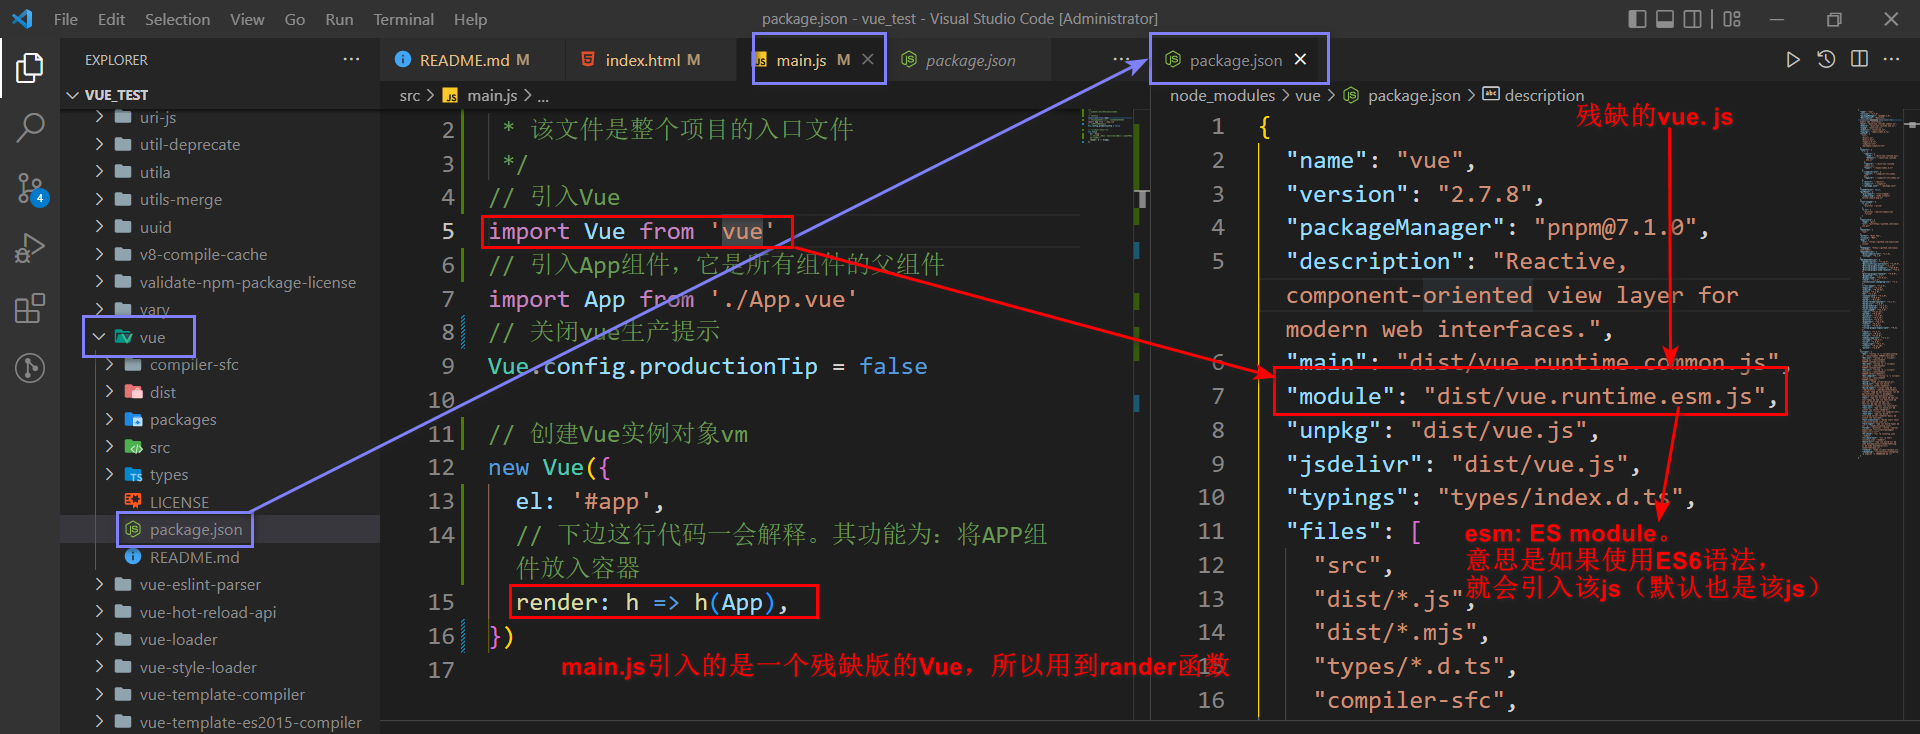 File Edit Selection View Go Run Terminal Help
package.json - vue_test - Visual Studio Code [Administrator]
EXPLORER
VUE_TEST
uri-js
util-deprecate
utila
utils-merge
uuid
v8-compile-cache
validate-npm-package-license
vary
vue
compiler-sfc
dist
packages
src
types
LICENSE
package.json
README.md
vue-eslint-parser
vue-hot-reload-api
vue-loader
vue-style-loader
vue-template-compiler
vue-template-es2015-compiler
4
README.md M
index.html M
main.js M
package.json
src > main.js > ...
2 * 该文件是整个项目的入口文件
3 */
4 // 引入Vue
5 import Vue from 'vue'
6 // 引入App组件，它是所有组件的父组件
7 import App from './App.vue'
8 // 关闭vue生产提示
9 Vue.config.productionTip = false
10
11 // 创建Vue实例对象vm
12 new Vue({
13 el: '#app',
14 // 下边这行代码一会解释。其功能为：将APP组
件放入容器
15 render: h => h(App),
16 })
17
main.js引入的是一个残缺版的Vue，所以用到rander函数
package.json
node_modules > vue > package.json > description
残缺的vue. js
1 {
2 "name": "vue",
3 "version": "2.7.8",
4 "packageManager": "pnpm@7.1.0",
5 "description": "Reactive,
component-oriented view layer for
modern web interfaces.",
6 "main": "dist/vue.runtime.common.js",
7 "module": "dist/vue.runtime.esm.js",
8 "unpkg": "dist/vue.js",
9 "jsdelivr": "dist/vue.js",
10 "typings": "types/index.d.ts",
11 "files": [
12 "src",
13 "dist/*.js",
14 "dist/*.mjs",
15 "types/*.d.ts",
16 "compiler-sfc",
esm: ES module。
意思是如果使用ES6语法，
就会引入该js（默认也是该js）